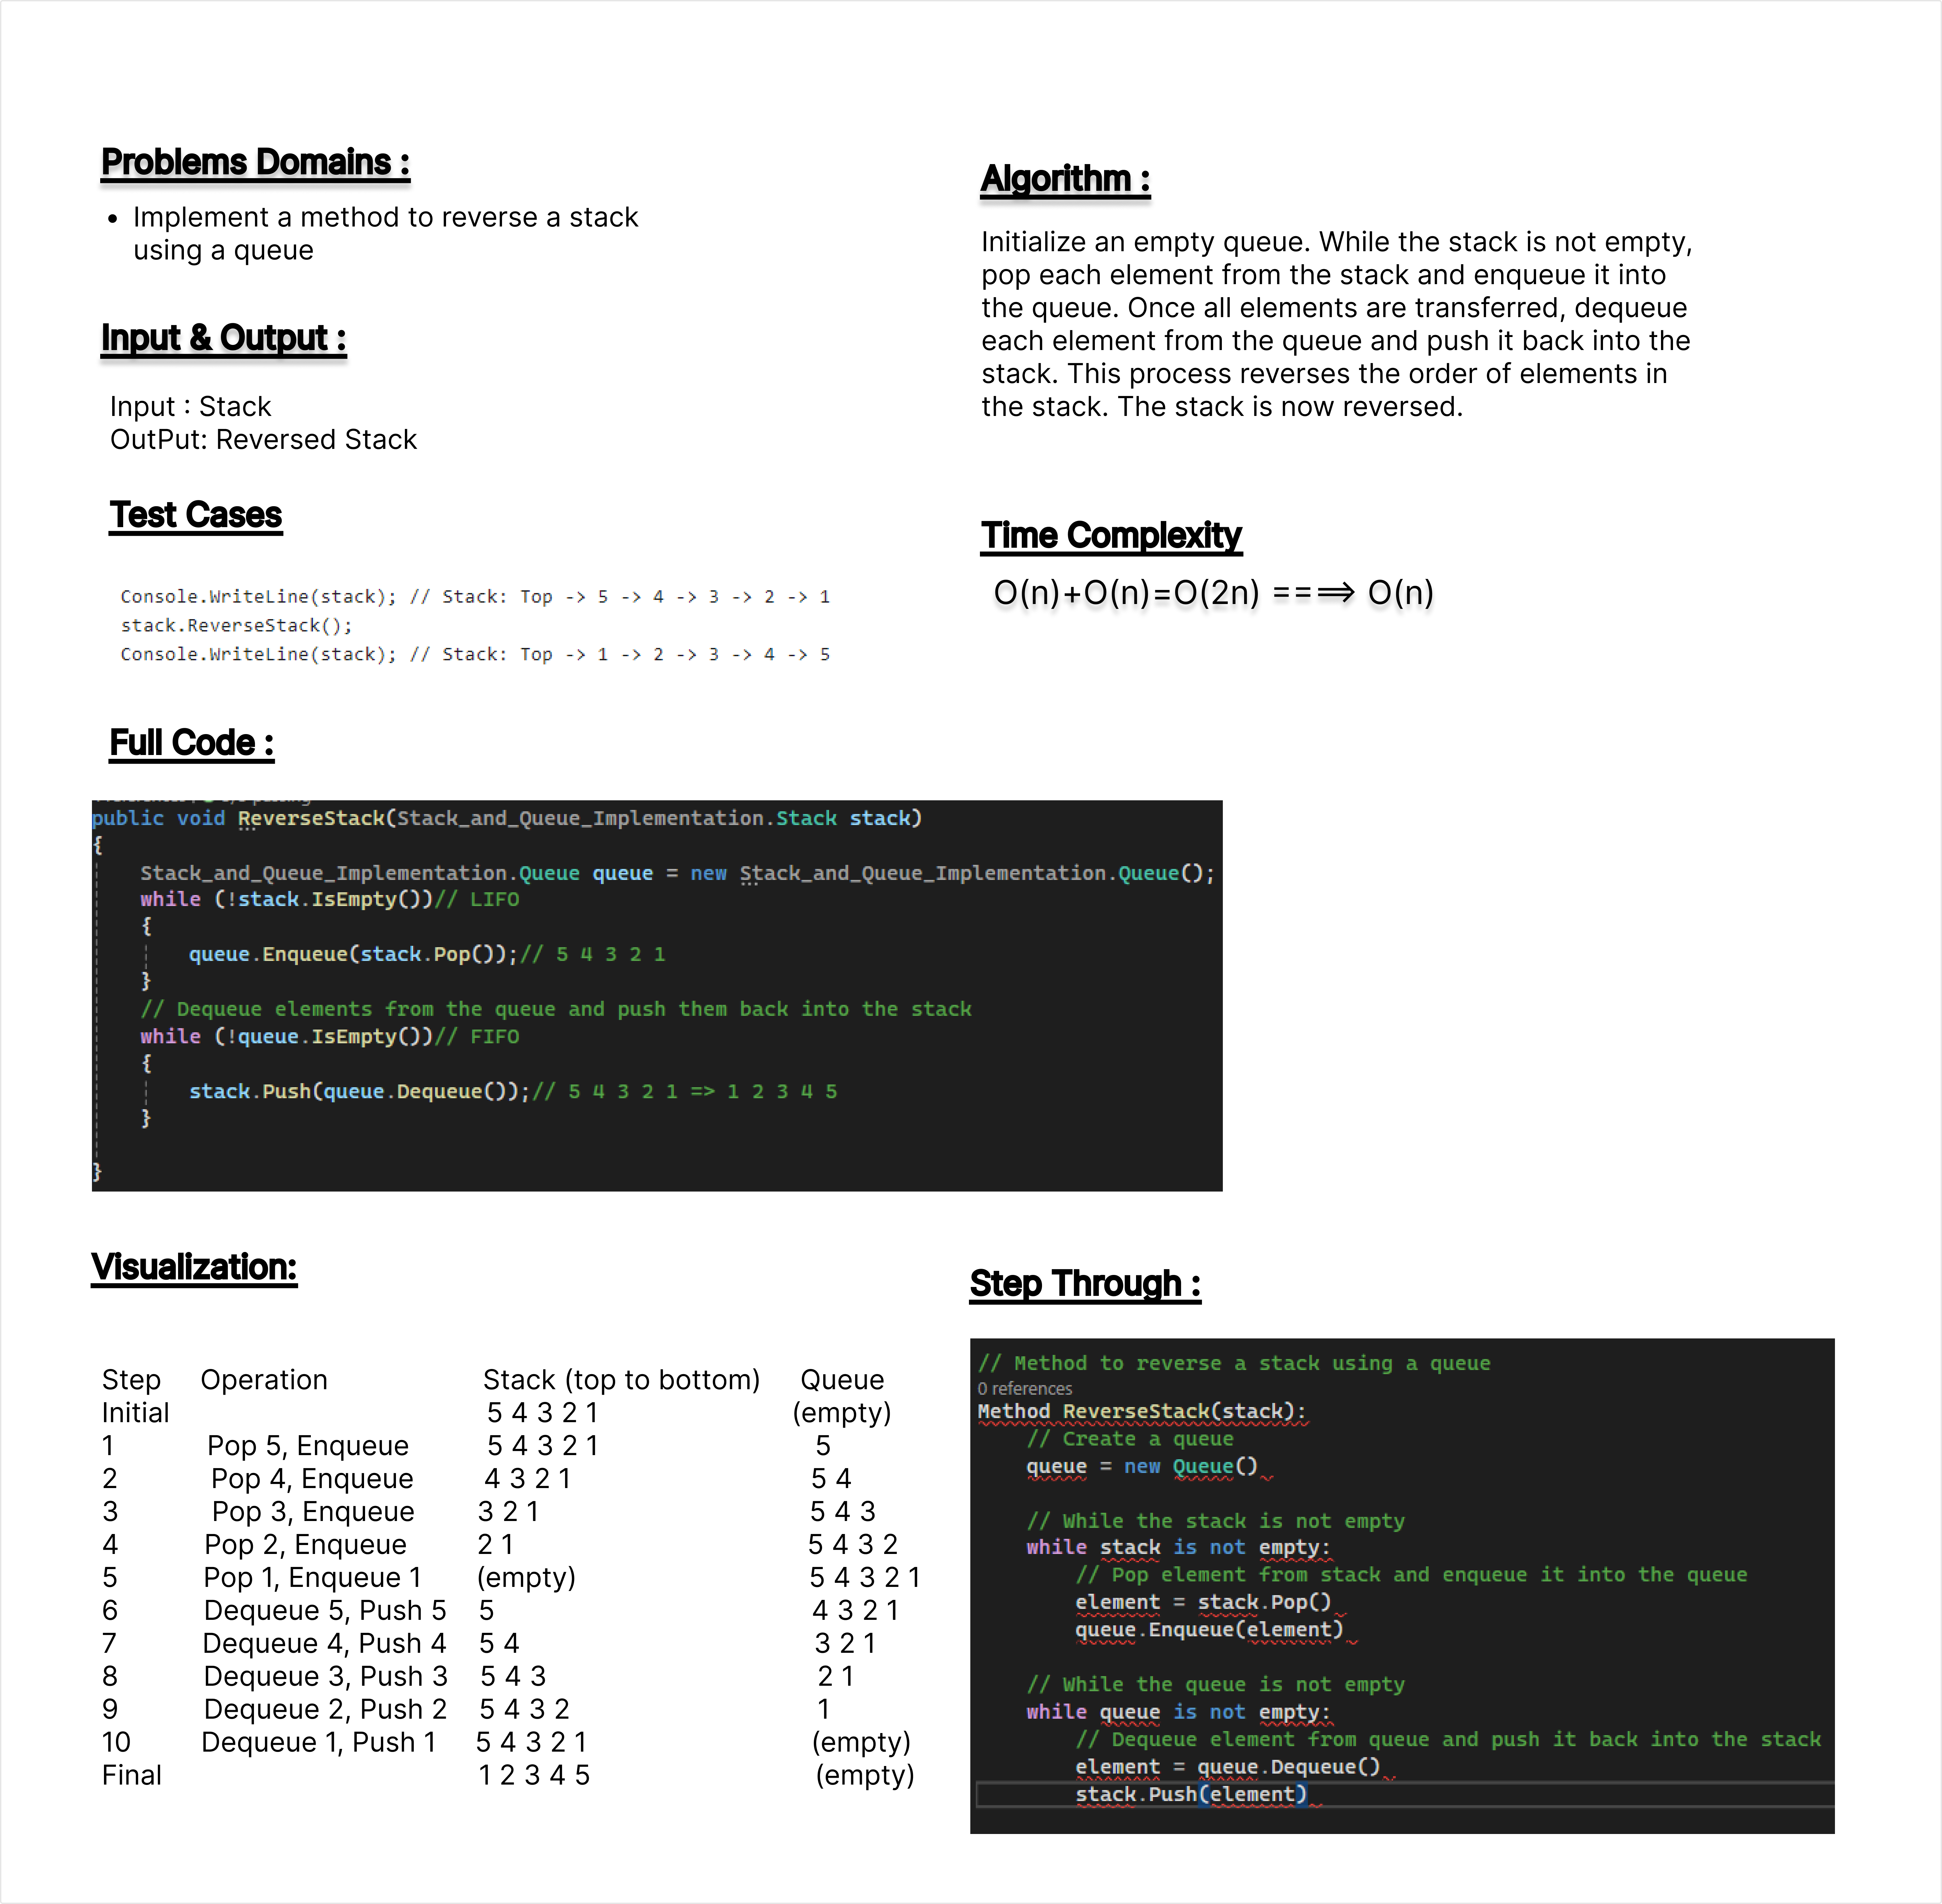 Problems Domains :
• Implement a method to reverse a stack
using a queue
Input & Output :
Input : Stack
OutPut: Reversed Stack
Test Cases
Console.WriteLine(stack); // Stack: Top -> 5 -> 4 -> 3 -> 2 -> 1
stack.ReverseStack();
Console.WriteLine(stack); // Stack: Top -> 1 -> 2 -> 3 -> 4 -> 5
Algorithm :
Initialize an empty queue. While the stack is not empty,
pop each element from the stack and enqueue it into
the queue. Once all elements are transferred, dequeue
each element from the queue and push it back into the
stack. This process reverses the order of elements in
the stack. The stack is now reversed.
Time Complexity
O(n)+O(n)=O(2n) ===⇒ O(n)
Full Code :
public void ReverseStack(Stack_and_Queue_Implementation.Stack stack)
{
Stack_and_Queue_Implementation.Queue queue = new Stack_and_Queue_Implementation.Queue();
while (!stack.IsEmpty())// LIFO
{
queue.Enqueue(stack.Pop());// 5 4 3 2 1
}
// Dequeue elements from the queue and push them back into the stack
while (!queue.IsEmpty())// FIFO
{
stack.Push(queue.Dequeue());// 5 4 3 2 1 => 1 2 3 4 5
}
}
Visualization:
Step Operation Stack (top to bottom) Queue
Initial 5 4 3 2 1 (empty)
1 Pop 5, Enqueue 5 4 3 2 1 5
2 Pop 4, Enqueue 4 3 2 1 5 4
3 Pop 3, Enqueue 3 2 1 5 4 3
4 Pop 2, Enqueue 2 1 5 4 3 2
5 Pop 1, Enqueue 1 (empty) 5 4 3 2 1
6 Dequeue 5, Push 5 5 4 3 2 1
7 Dequeue 4, Push 4 5 4 3 2 1
8 Dequeue 3, Push 3 5 4 3 2 1
9 Dequeue 2, Push 2 5 4 3 2 1
10 Dequeue 1, Push 1 5 4 3 2 1 (empty)
Final 1 2 3 4 5 (empty)
Step Through :
// Method to reverse a stack using a queue
0 references
Method ReverseStack(stack):
// Create a queue
queue = new Queue()
// While the stack is not empty
while stack is not empty:
// Pop element from stack and enqueue it into the queue
element = stack.Pop()
queue.Enqueue(element)
// While the queue is not empty
while queue is not empty:
// Dequeue element from queue and push it back into the stack
element = queue.Dequeue()
stack.Push(element)